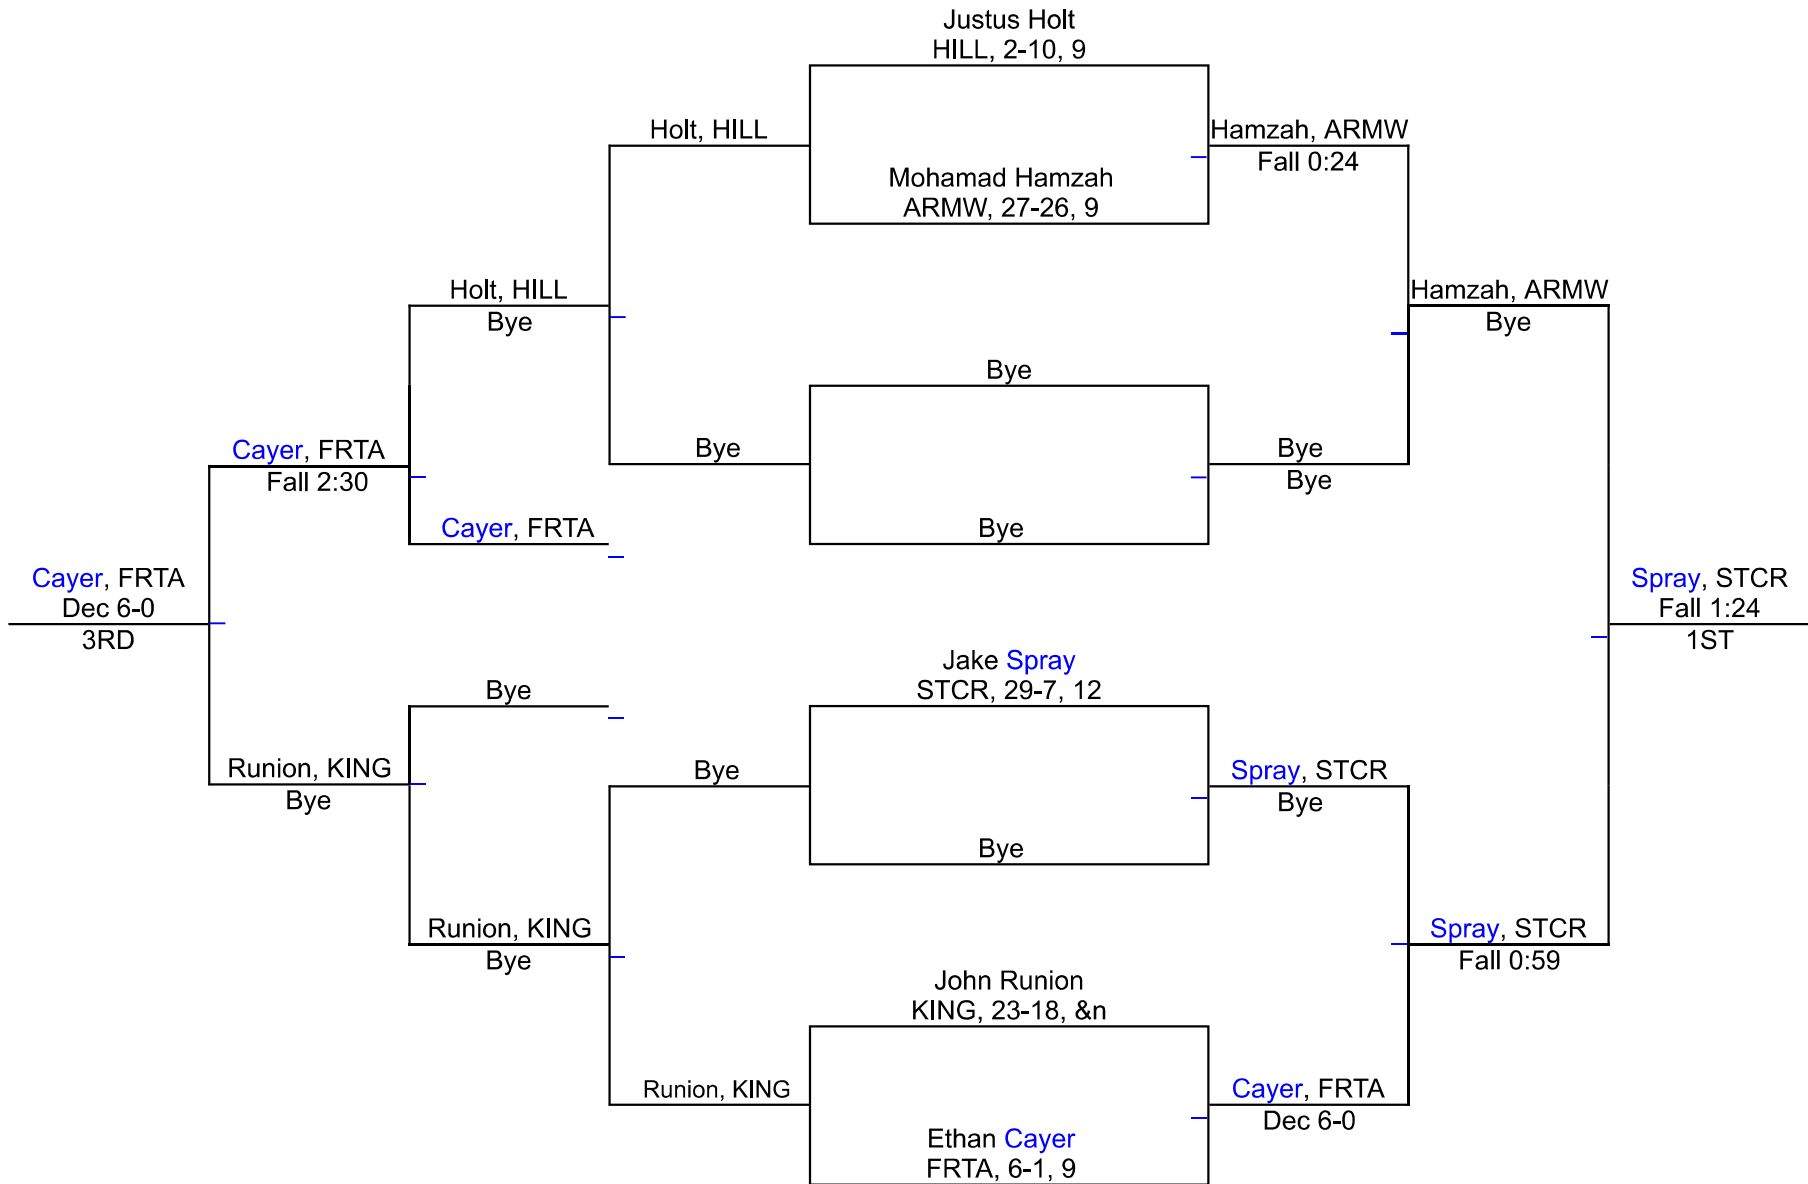 Justus Holt
HILL, 2-10, 9
Holt, HILL
Hamzah, ARMW
Fall 0:24
Mohamad Hamzah
ARMW, 27-26, 9
Holt, HILL
Bye
Hamzah, ARMW
Bye
Bye
Cayer, FRTA
Fall 2:30
Bye
Bye
Bye
Cayer, FRTA
Bye
Cayer, FRTA
Dec 6-0
3RD
Spray, STCR
Fall 1:24
1ST
Jake Spray
STCR, 29-7, 12
Bye
Runion, KING
Bye
Bye
Spray, STCR
Bye
Bye
Runion, KING
Bye
Spray, STCR
Fall 0:59
John Runion
KING, 23-18, &n
Runion, KING
Cayer, FRTA
Dec 6-0
Ethan Cayer
FRTA, 6-1, 9